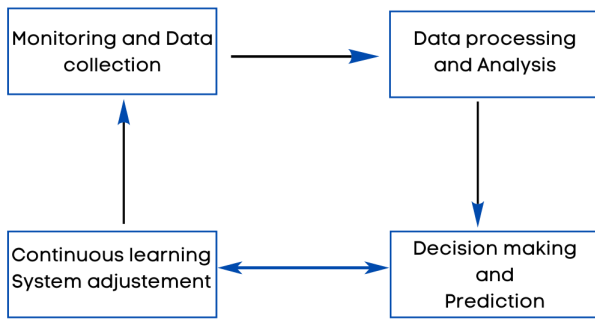 Monitoring and Data
collection
Data processing
and Analysis
Continuous learning
System adjustement
Decision making
and
Prediction